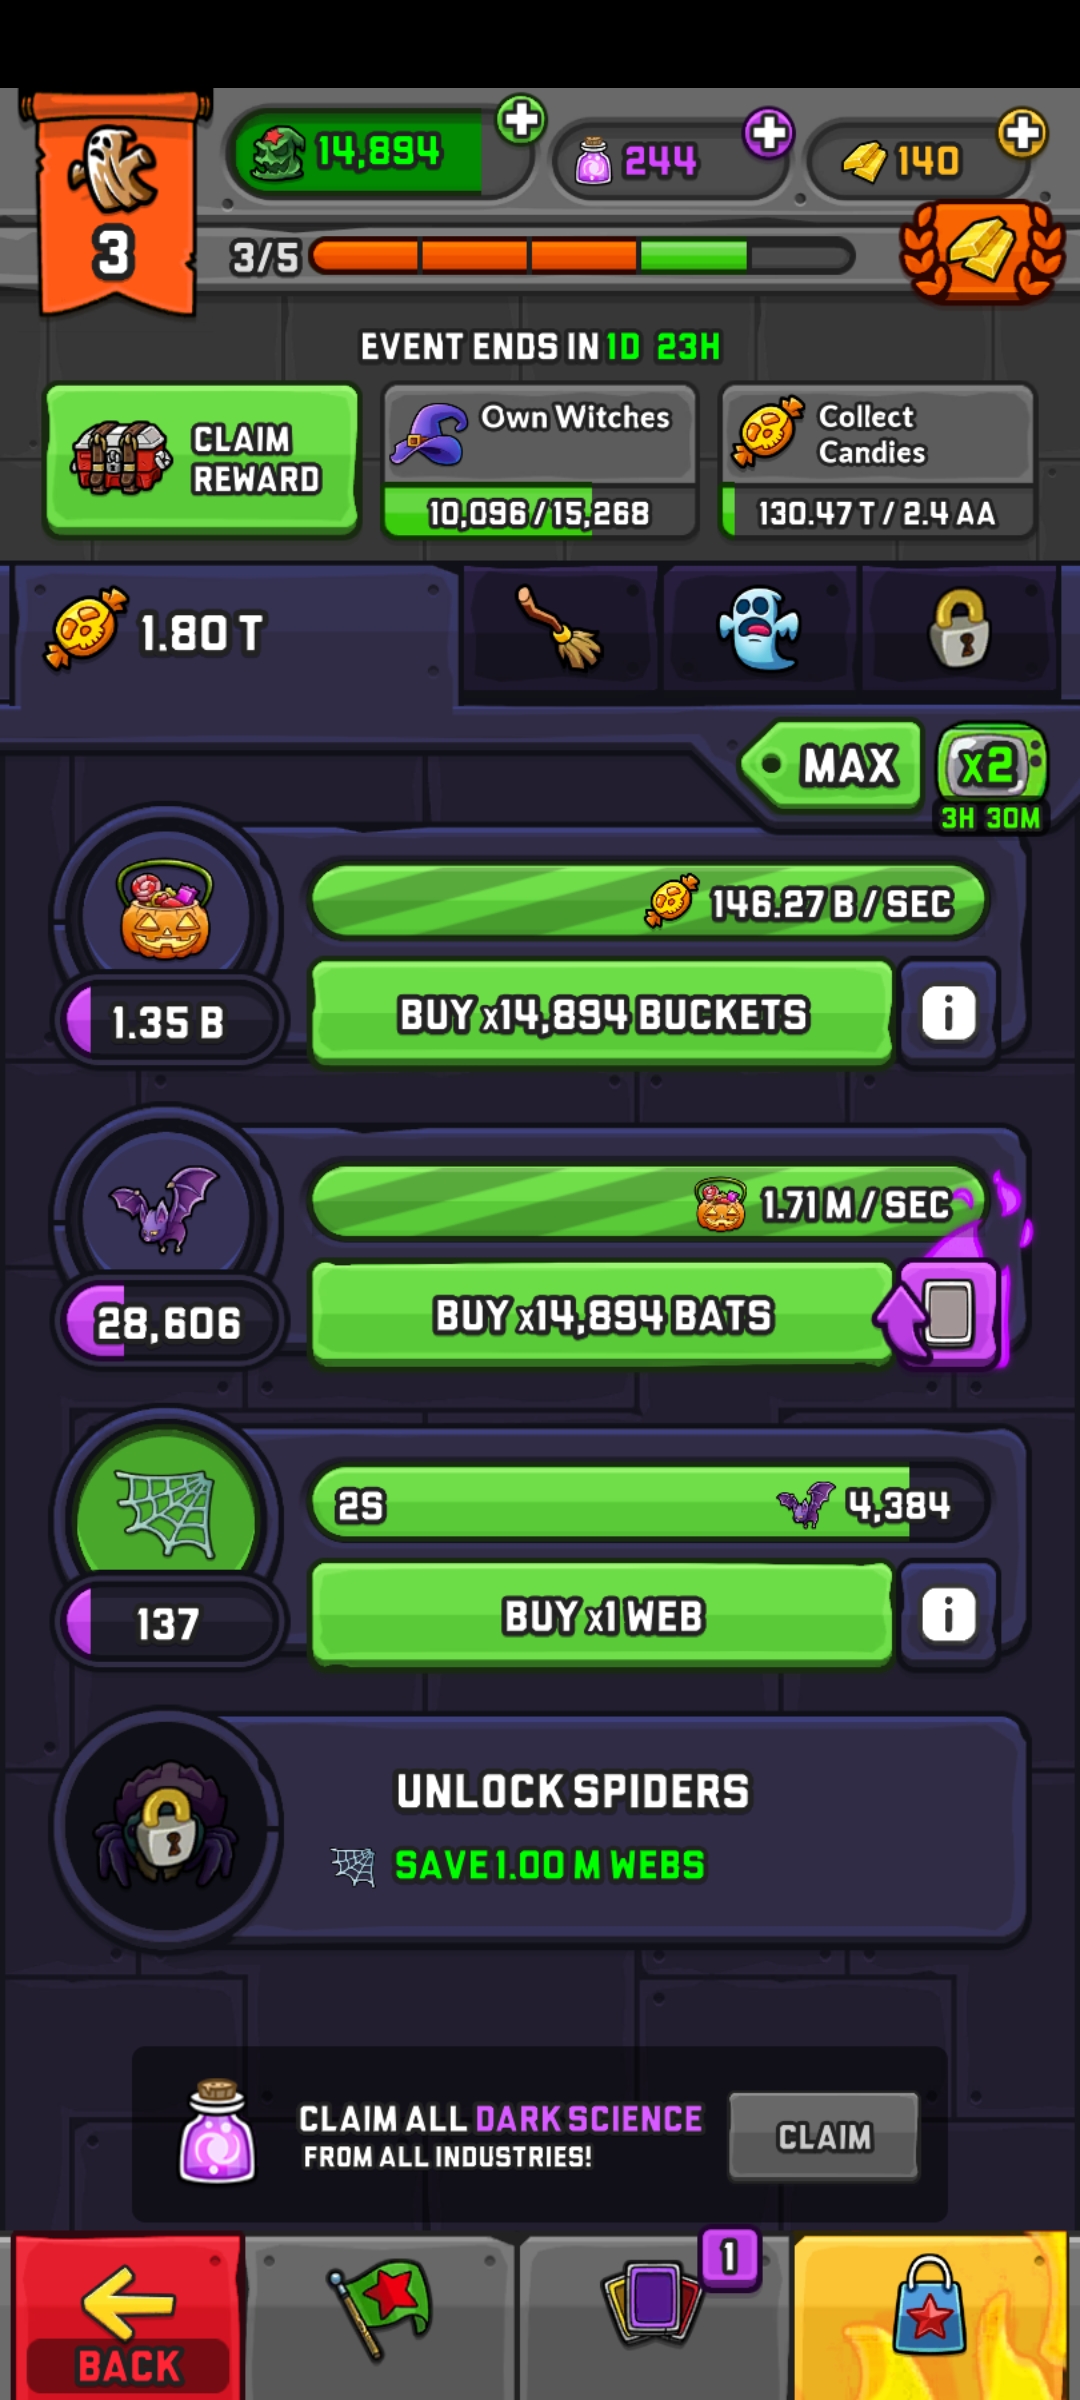 14,894
244
140
3
3/5
EVENT ENDS IN 1D 23H
CLAIM
REWARD
Own Witches
10,096/15,268
Collect
Candies
130.47 T / 2.4 AA
1.80 T
MAX
x2
3H 30M
146.27 B / SEC
1.35 B
BUY x14,894 BUCKETS
i
1.71 M / SEC
28,606
BUY x14,894 BATS
2S
4,384
137
BUY x1 WEB
i
UNLOCK SPIDERS
SAVE 1.00 M WEBS
CLAIM ALL DARK SCIENCE
FROM ALL INDUSTRIES!
CLAIM
1
BACK